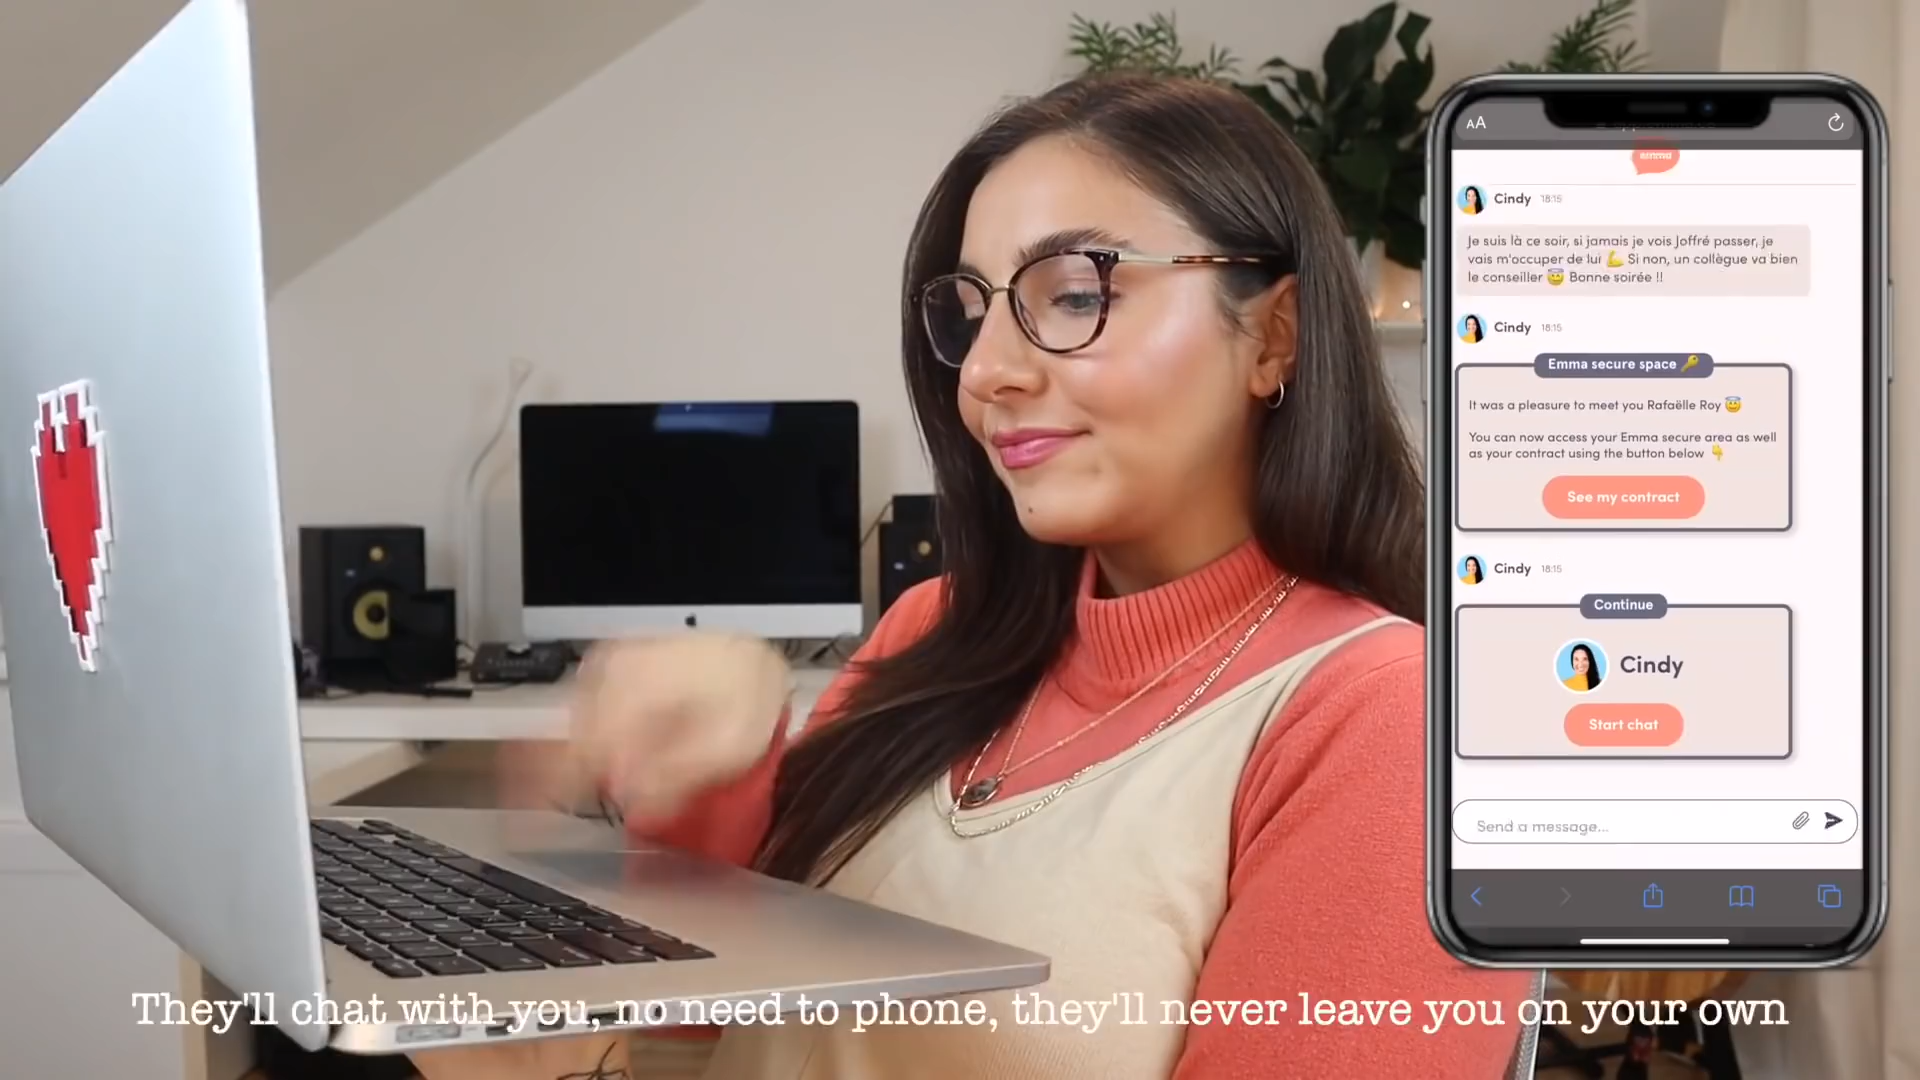 AA
emma
Cindy 18:15
Je suis là ce soir, si jamais je vois Joffré passer, je
vais m'occuper de lui 💪 Si non, un collègue va bien
le conseiller 😇 Bonne soirée !!
Cindy 18:15
Emma secure space 🔑
It was a pleasure to meet you Rafaëlle Roy 😇
You can now access your Emma secure area as well
as your contract using the button below 👇
See my contract
Cindy 18:15
Continue
Cindy
Start chat
Send a message...
They'll chat with you, no need to phone, they'll never leave you on your own